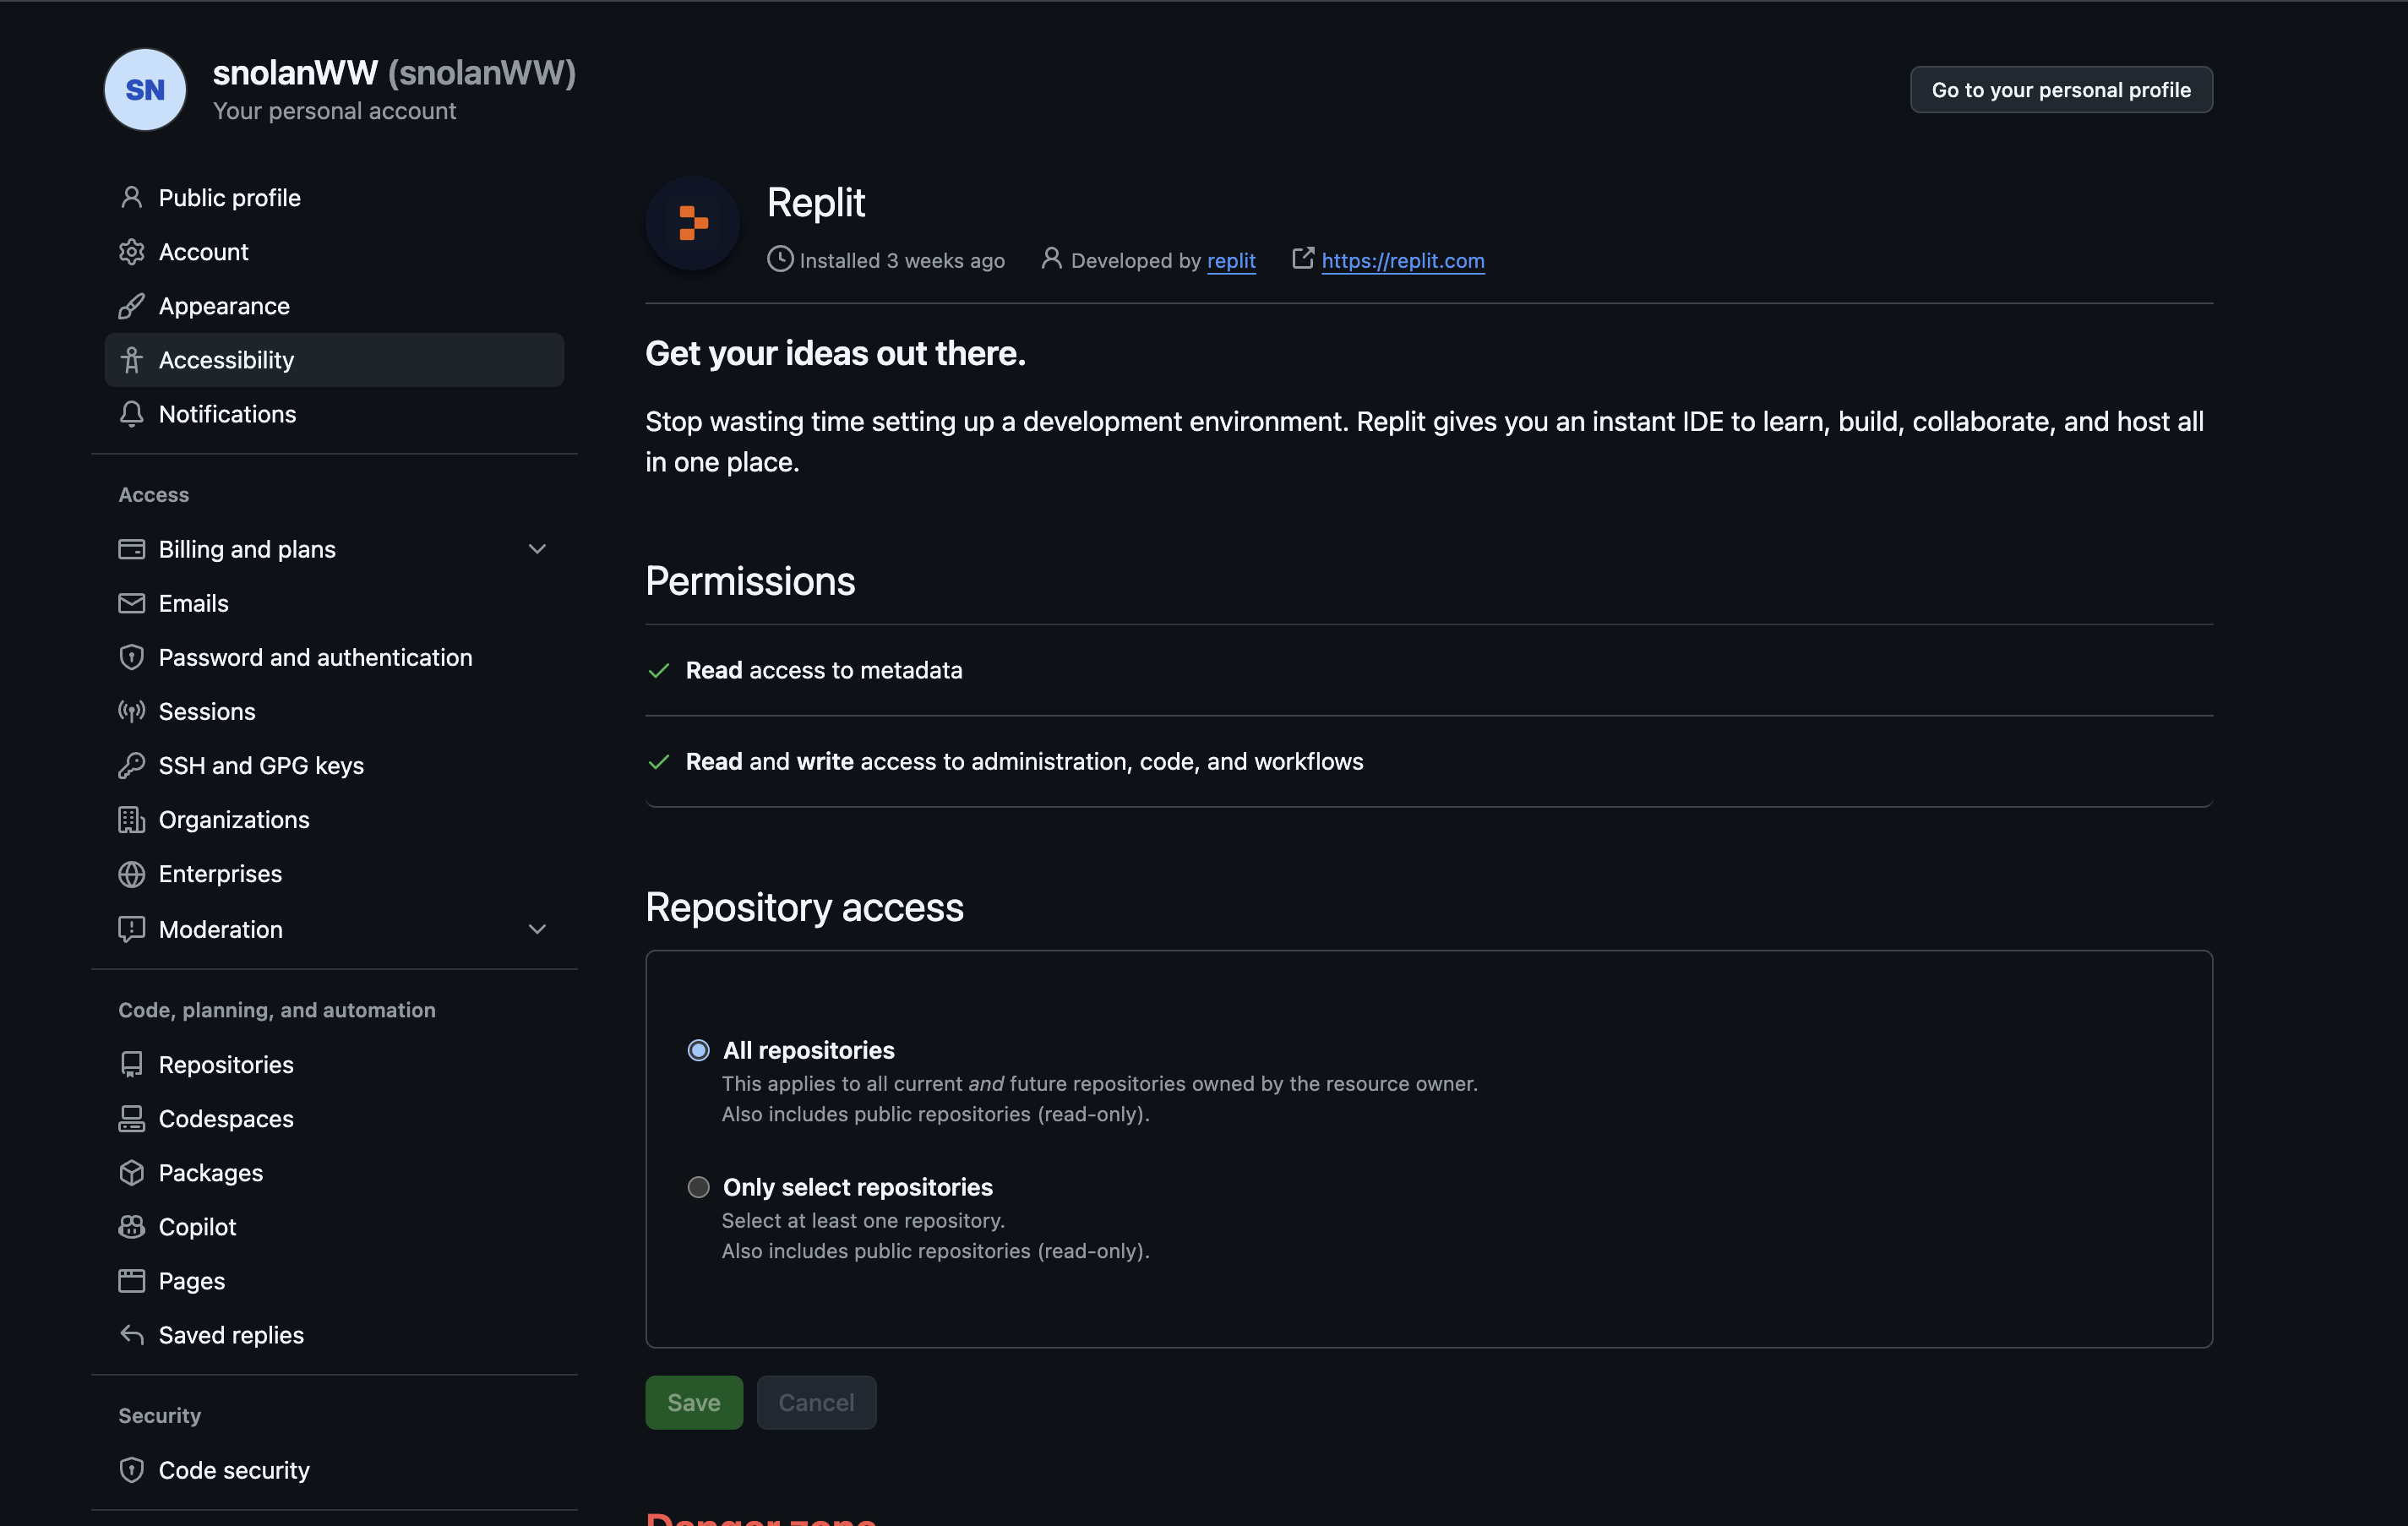 SN
snolanWW (snolanWW)
Your personal account
Go to your personal profile
Public profile
Account
Appearance
Accessibility
Notifications
Access
Billing and plans
Emails
Password and authentication
Sessions
SSH and GPG keys
Organizations
Enterprises
Moderation
Code, planning, and automation
Repositories
Codespaces
Packages
Copilot
Pages
Saved replies
Security
Code security
Replit
Installed 3 weeks ago Developed by replit https://replit.com
Get your ideas out there.
Stop wasting time setting up a development environment. Replit gives you an instant IDE to learn, build, collaborate, and host all
in one place.
Permissions
Read access to metadata
Read and write access to administration, code, and workflows
Repository access
All repositories
This applies to all current and future repositories owned by the resource owner.
Also includes public repositories (read-only).
Only select repositories
Select at least one repository.
Also includes public repositories (read-only).
Save Cancel
Danger zone